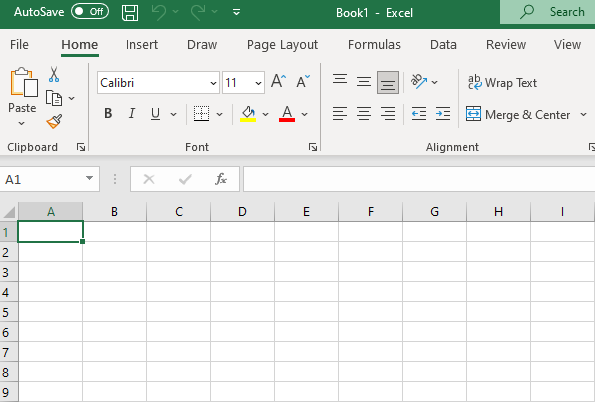 AutoSave Off Book1 - Excel Search
File Home Insert Draw Page Layout Formulas Data Review View
Calibri 11 A A ab Wrap Text
Paste B I U A Merge & Center
Clipboard Font Alignment
A1 fx
A B C D E F G H I
1
2
3
4
5
6
7
8
9